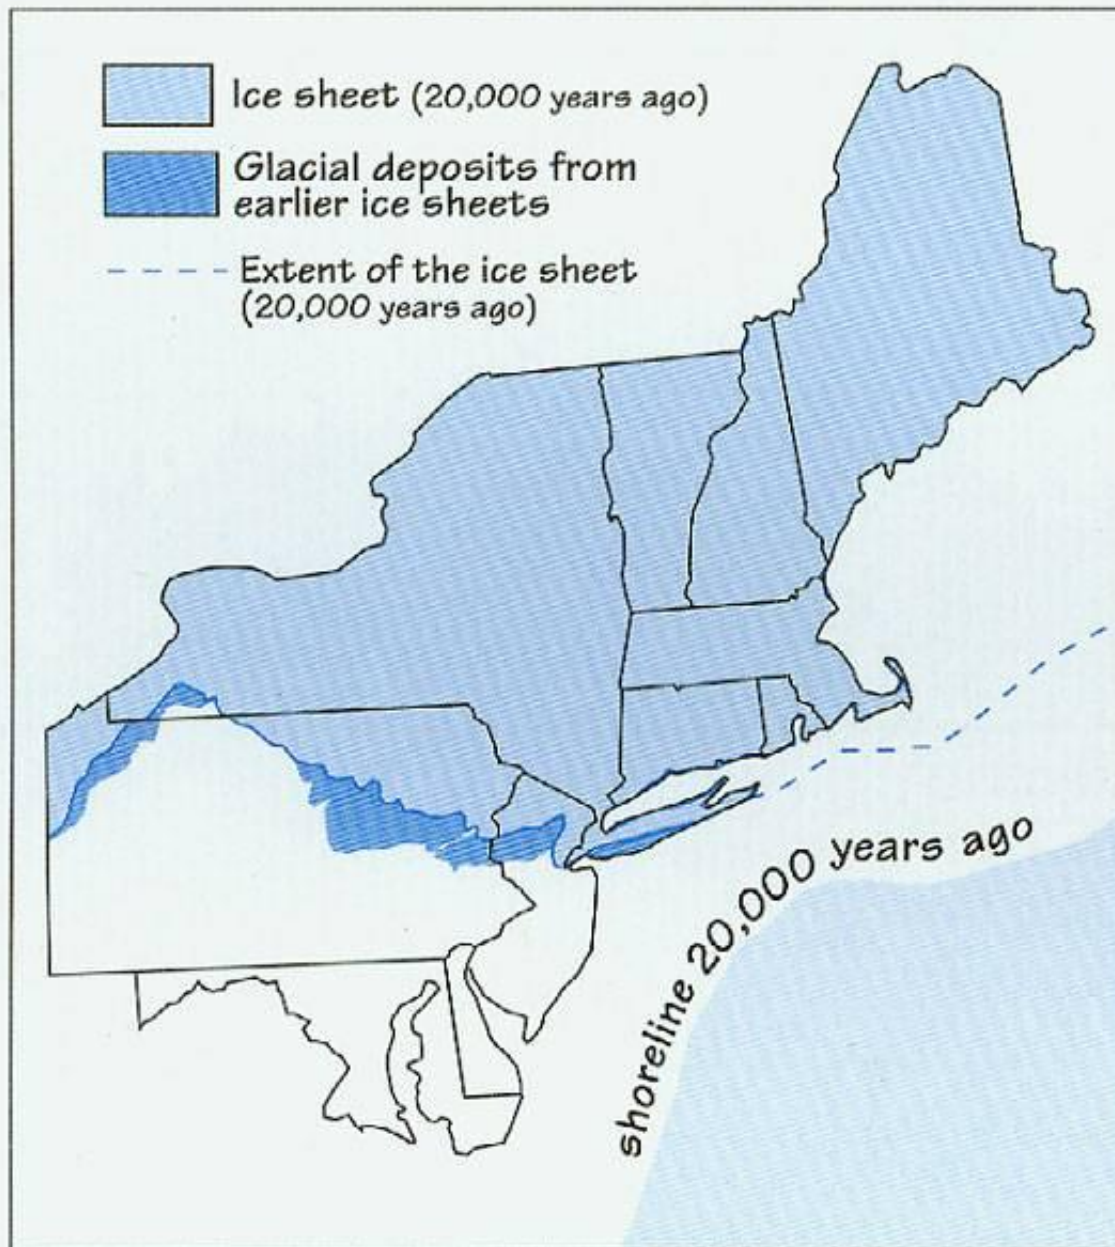 Ice sheet (20,000 years ago)
Glacial deposits from
earlier ice sheets
Extent of the ice sheet
(20,000 years ago)
shoreline 20,000 years ago